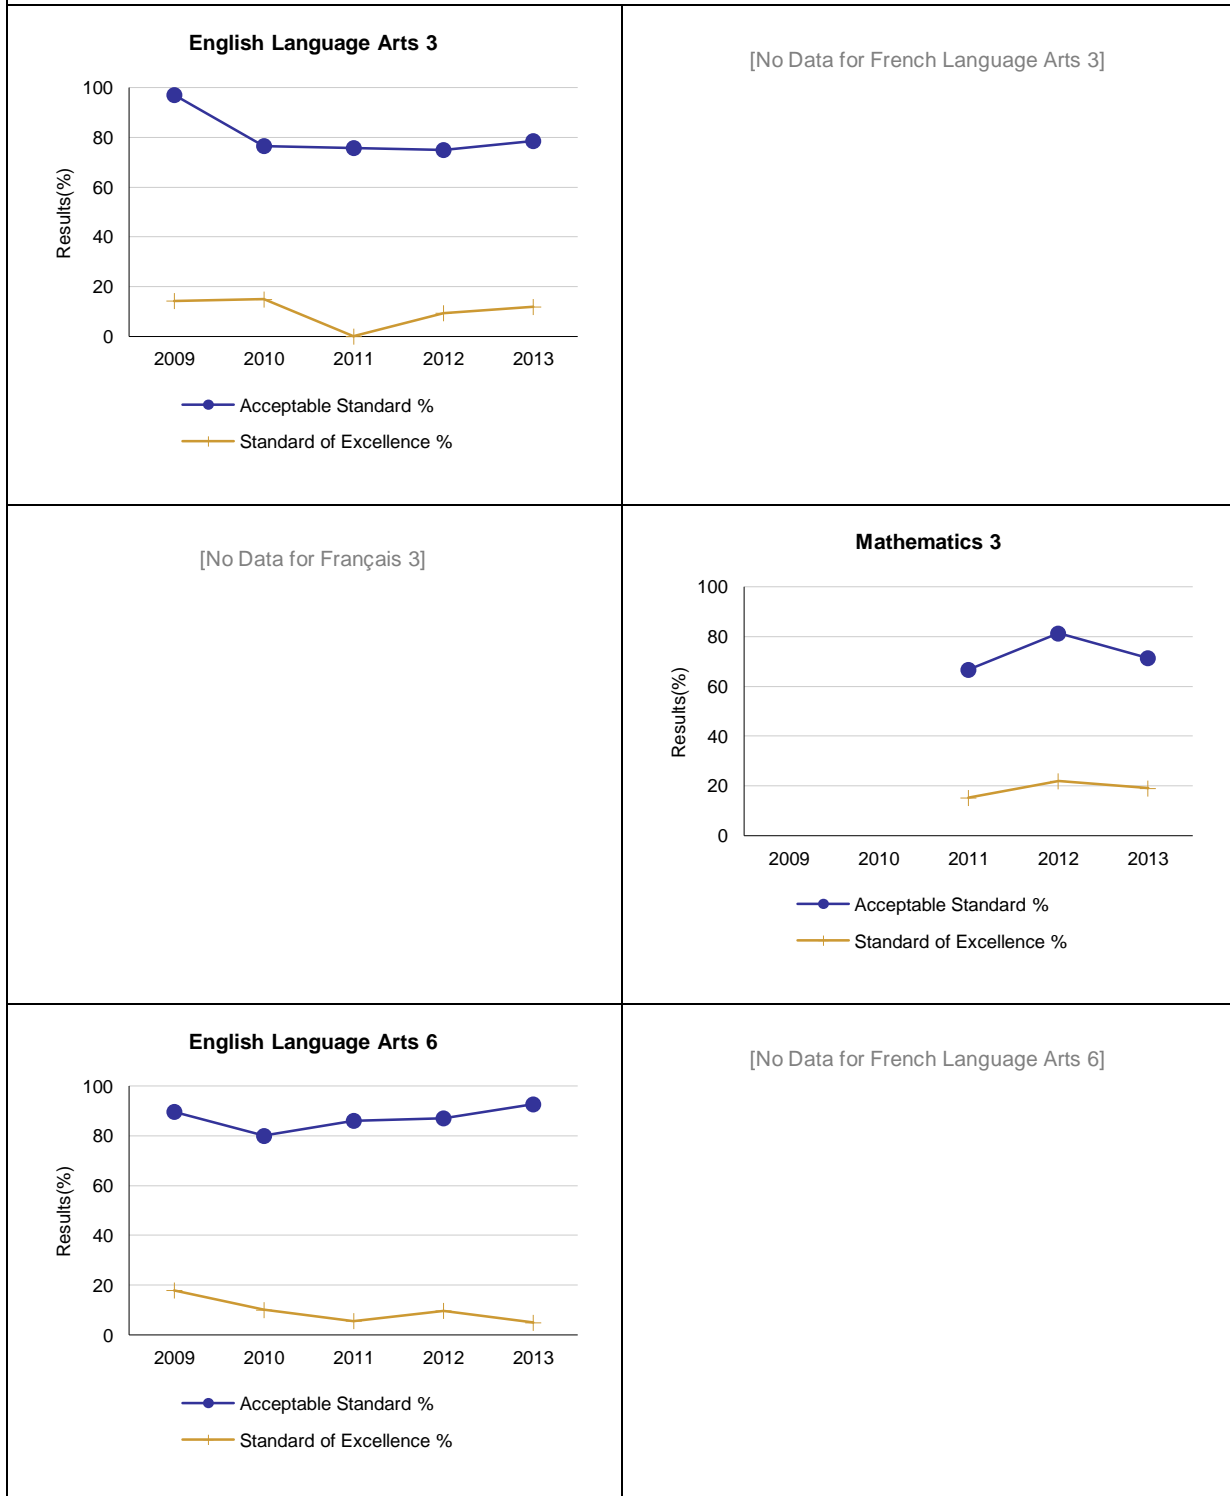 English Language Arts 3
100
80
60
40
20
0
Results(%)
2009 2010 2011 2012 2013
Acceptable Standard %
Standard of Excellence %
[No Data for French Language Arts 3]
[No Data for Français 3]
Mathematics 3
100
80
60
40
20
0
Results(%)
2009 2010 2011 2012 2013
Acceptable Standard %
Standard of Excellence %
English Language Arts 6
100
80
60
40
20
0
Results(%)
2009 2010 2011 2012 2013
Acceptable Standard %
Standard of Excellence %
[No Data for French Language Arts 6]